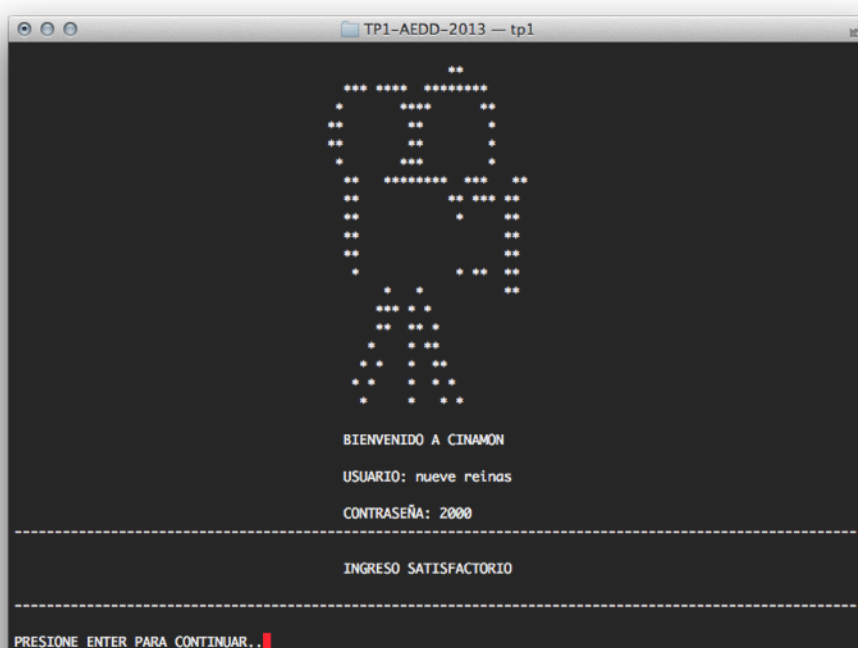 TP1-AEDD-2013 — tp1
BIENVENIDO A CINAMON
USUARIO: nueve reinas
CONTRASEÑA: 2000
INGRESO SATISFACTORIO
PRESIONE ENTER PARA CONTINUAR..